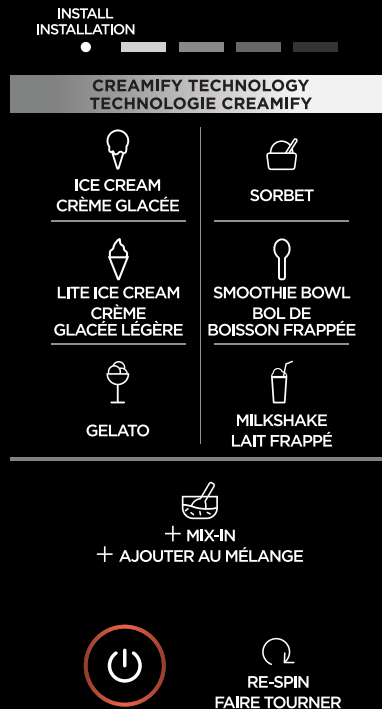 INSTALL
INSTALLATION
CREAMIFY TECHNOLOGY
TECHNOLOGIE CREAMIFY
ICE CREAM
CRÈME GLACÉE
SORBET
LITE ICE CREAM
CRÈME
GLACÉE LÉGÈRE
SMOOTHIE BOWL
BOL DE
BOISSON FRAPPÉE
GELATO
MILKSHAKE
LAIT FRAPPÉ
+ MIX-IN
+ AJOUTER AU MÉLANGE
RE-SPIN
FAIRE TOURNER